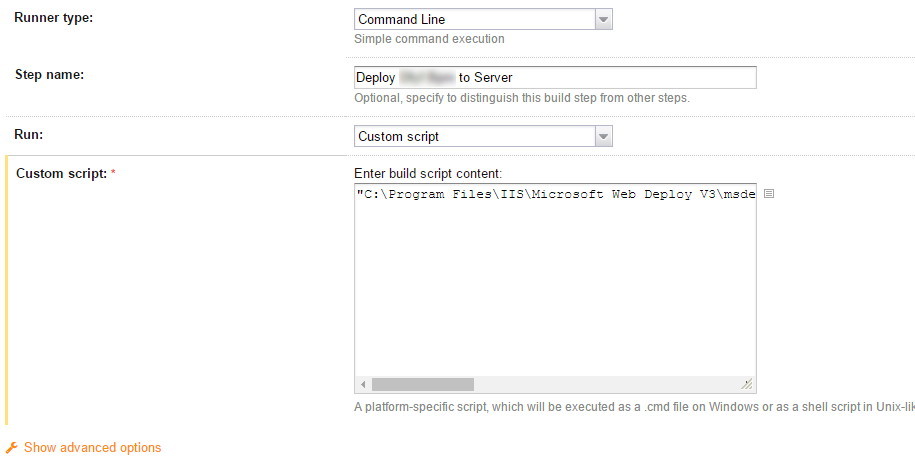 Runner type:
Command Line
Simple command execution
Step name:
Deploy to Server
Optional, specify to distinguish this build step from other steps.
Run:
Custom script
Custom script: *
Enter build script content:
"C:\Program Files\IIS\Microsoft Web Deploy V3\msde
A platform-specific script, which will be executed as a .cmd file on Windows or as a shell script in Unix-lik
Show advanced options